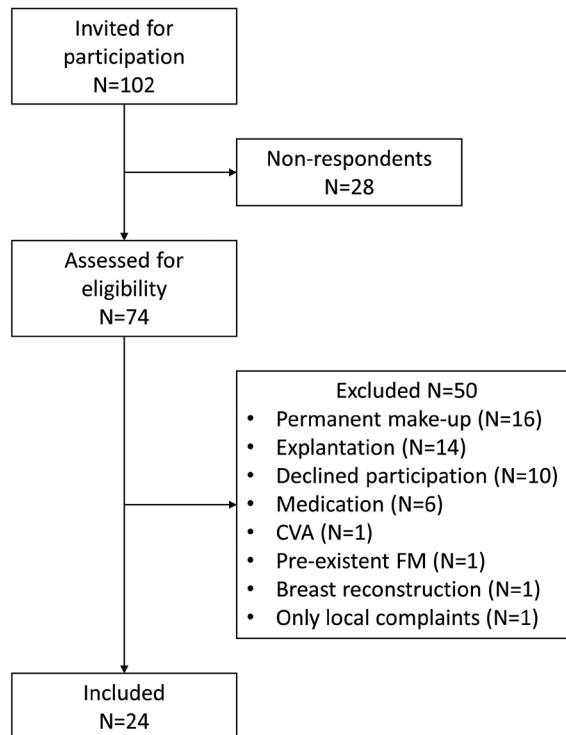 Invited for
participation
N=102
Non-respondents
N=28
Assessed for
eligibility
N=74
Excluded N=50
• Permanent make-up (N=16)
• Explantation (N=14)
• Declined participation (N=10)
• Medication (N=6)
• CVA (N=1)
• Pre-existent FM (N=1)
• Breast reconstruction (N=1)
• Only local complaints (N=1)
Included
N=24